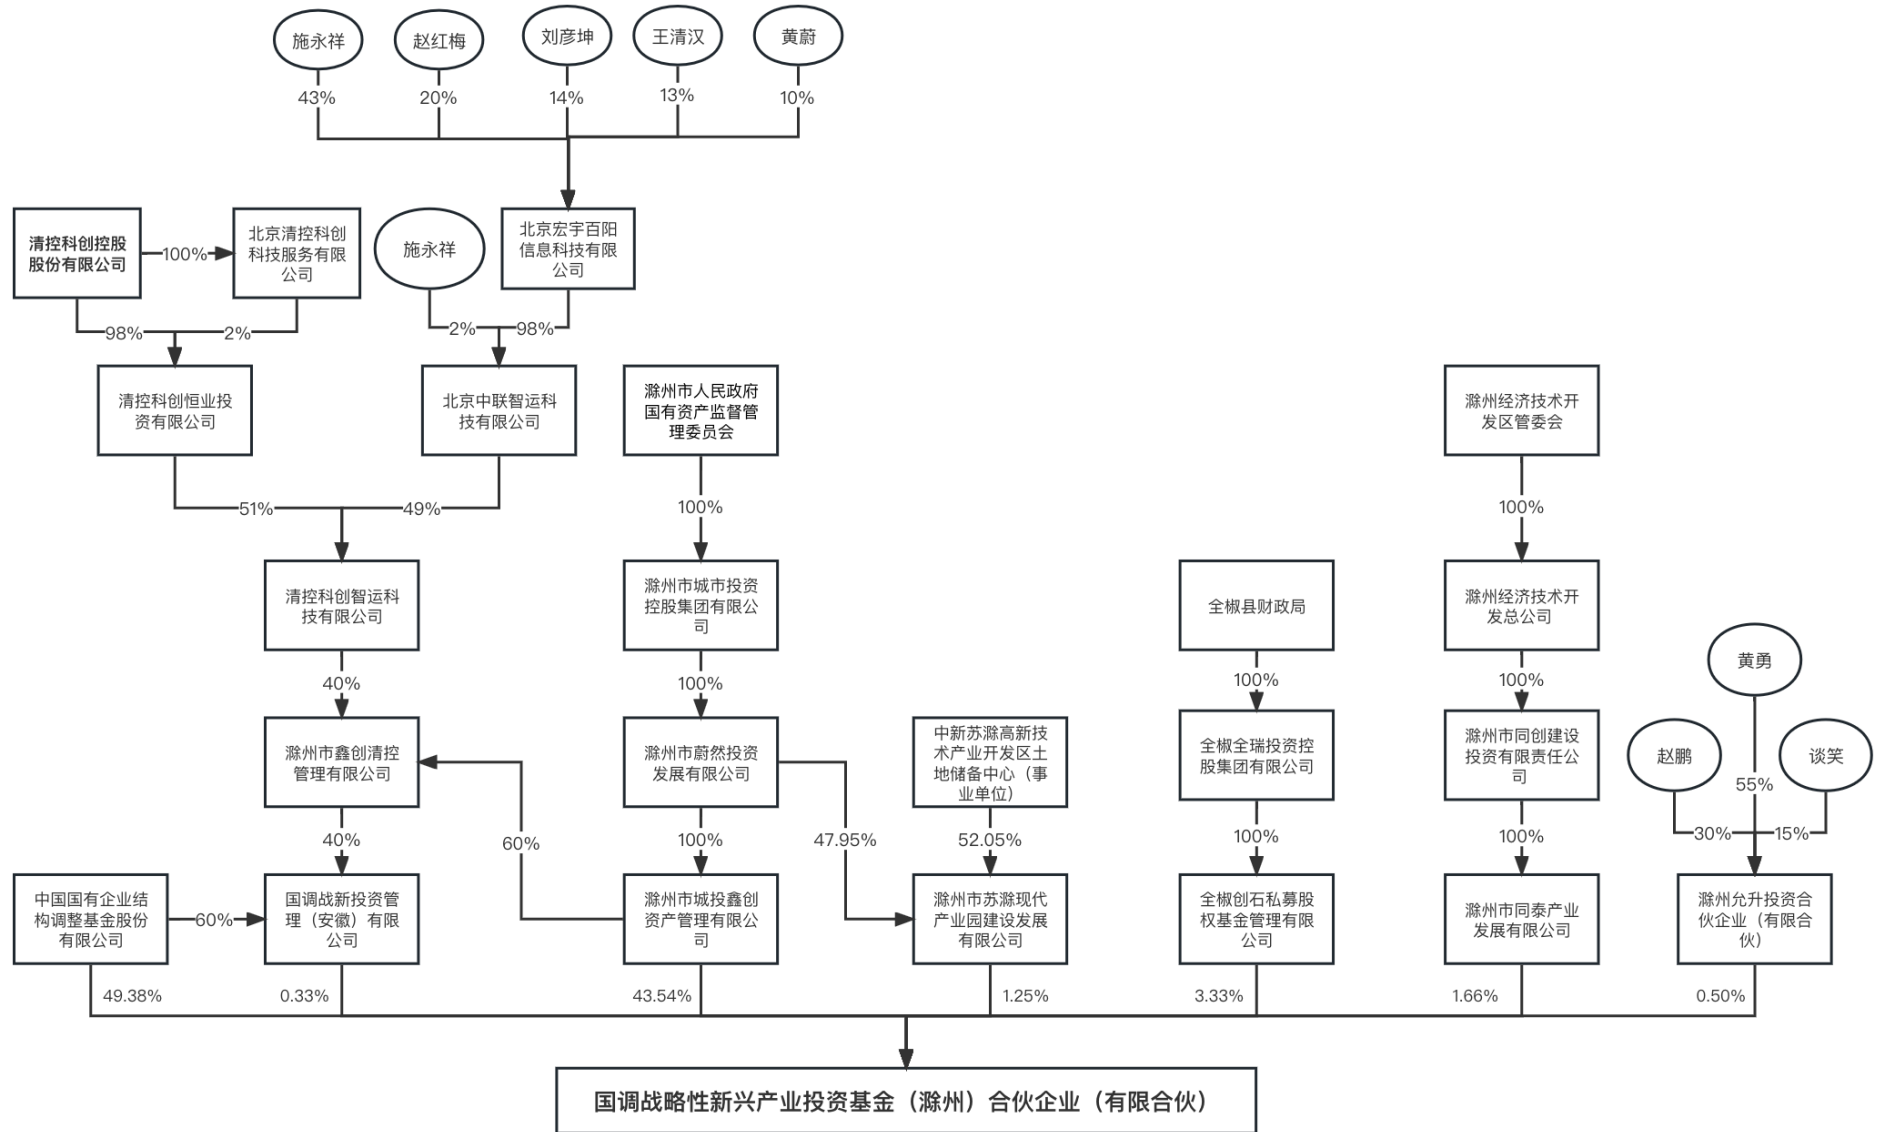 施永祥
赵红梅
刘彦坤
王清汉
黄蔚
43%
20%
14%
13%
10%
清控科创控股
股份有限公司
100%
北京清控科创
科技服务有限
公司
施永祥
北京宏宇百阳
信息科技有限
公司
98%
2%
2%
98%
清控科创恒业投
资有限公司
北京中联智运科
技有限公司
滁州市人民政府
国有资产监督管
理委员会
滁州经济技术开
发区管委会
51%
49%
100%
100%
清控科创智运科
技有限公司
滁州市城市投资
控股集团有限公
司
全椒县财政局
滁州经济技术开
发总公司
黄勇
40%
100%
100%
100%
滁州市鑫创清控
管理有限公司
滁州市蔚然投资
发展有限公司
中新苏滁高新技
术产业开发区土
地储备中心（事
业单位）
全椒全瑞投资控
股集团有限公司
滁州市同创建设
投资有限责任公
司
赵鹏
谈笑
55%
40%
60%
100%
47.95%
52.05%
100%
100%
30%
15%
中国国有企业结
构调整基金股份
有限公司
60%
国调战新投资管
理（安徽）有限
公司
滁州市城投鑫创
资产管理有限公
司
滁州市苏滁现代
产业园建设发展
有限公司
全椒创石私募股
权基金管理有限
公司
滁州市同泰产业
发展有限公司
滁州允升投资合
伙企业（有限合
伙）
49.38%
0.33%
43.54%
1.25%
3.33%
1.66%
0.50%
国调战略性新兴产业投资基金（滁州）合伙企业（有限合伙）